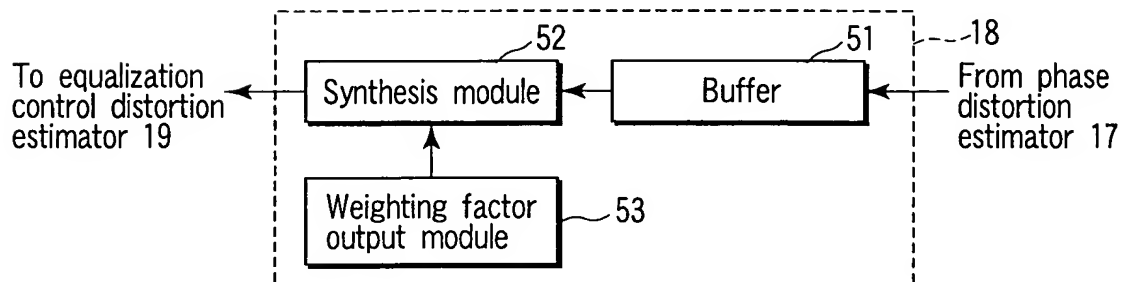 52
51
18
To equalization
control distortion
estimator 19
Synthesis module
Buffer
From phase
distortion
estimator 17
Weighting factor
output module
53